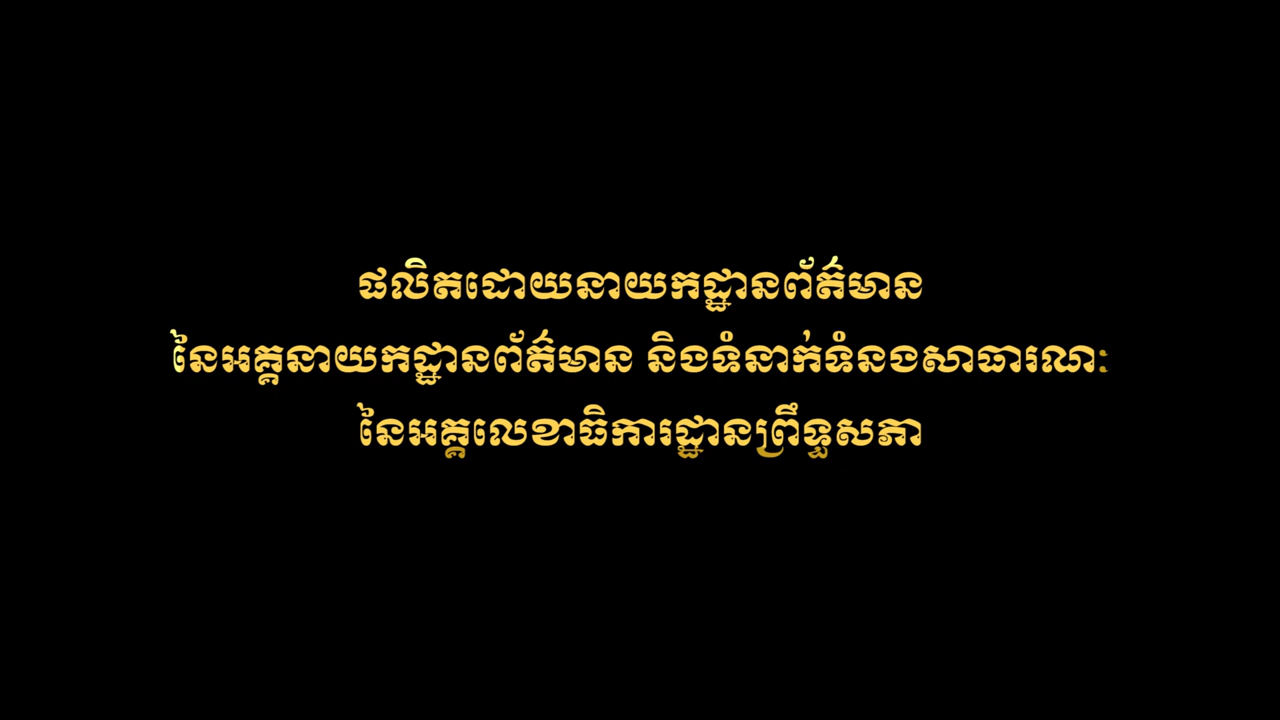 ផលិតដោយនាយកដ្ឋានព័ត៌មាន
នៃអគ្គនាយកដ្ឋានព័ត៌មាន និងទំនាក់ទំនងសាធារណៈ
នៃអគ្គលេខាធិការដ្ឋានព្រឹទ្ធសភា